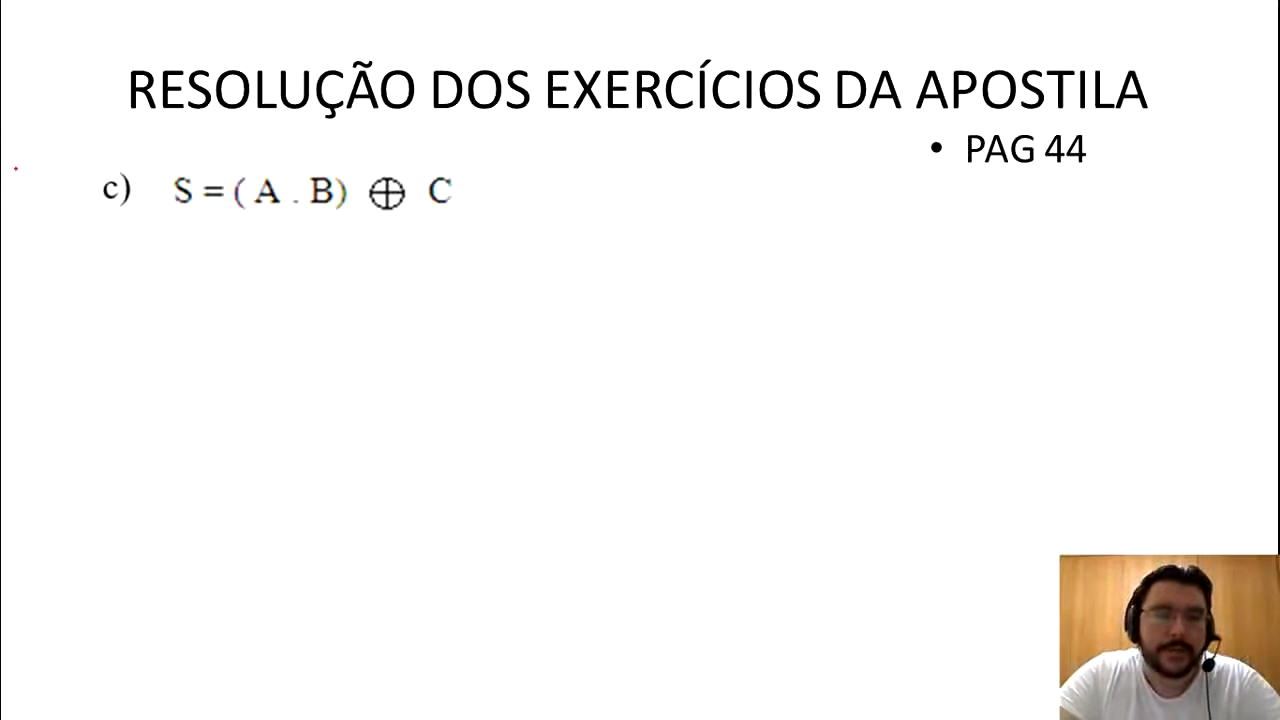 RESOLUÇÃO DOS EXERCÍCIOS DA APOSTILA
• PAG 44
c) S = ( A . B) ⊕ C